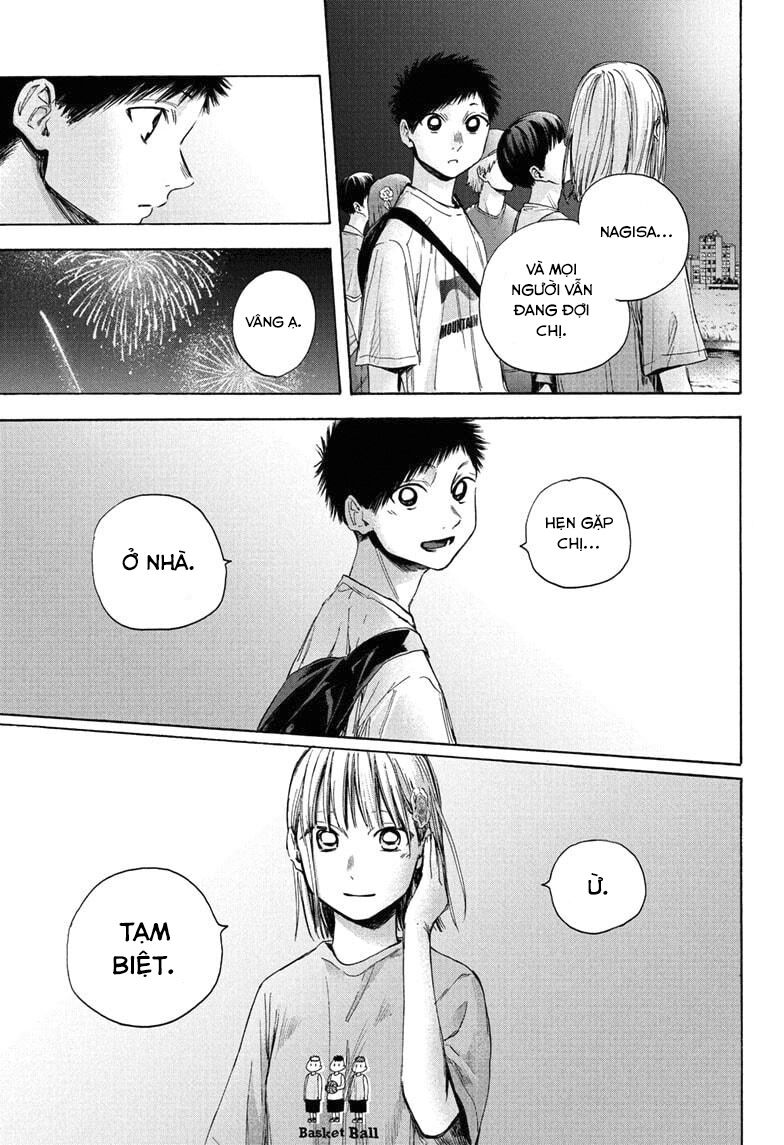 NAGISA...
VÀ MỌI
NGƯỜI VẪN
ĐANG ĐỢI
CHỊ.
MOUNTAIN
VÂNG Ạ.
HẸN GẶP
CHỊ...
Ở NHÀ.
Ừ.
TẠM
BIỆT.
Basket Ball